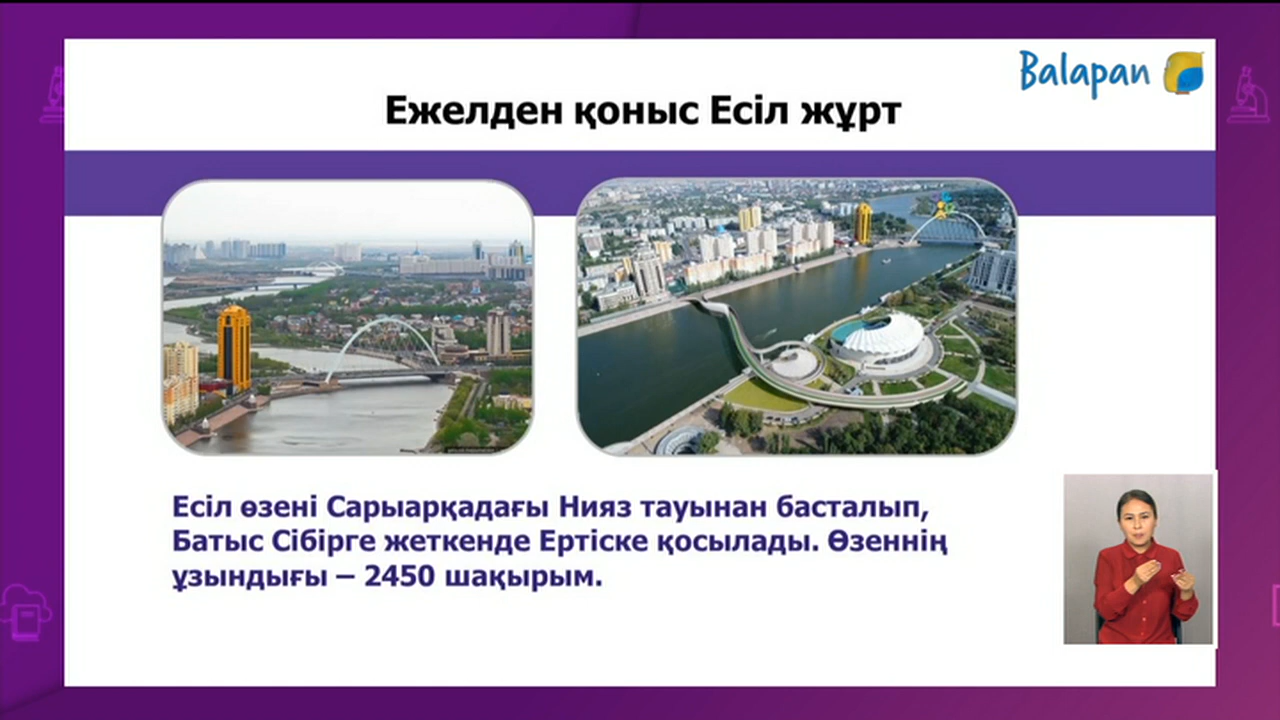 Balapan
Ежелден қоныс Есіл жұрт
Есіл өзені Сарыарқадағы Нияз тауынан басталып,
Батыс Сібірге жеткенде Ертіске қосылады. Өзеннің
ұзындығы – 2450 шақырым.